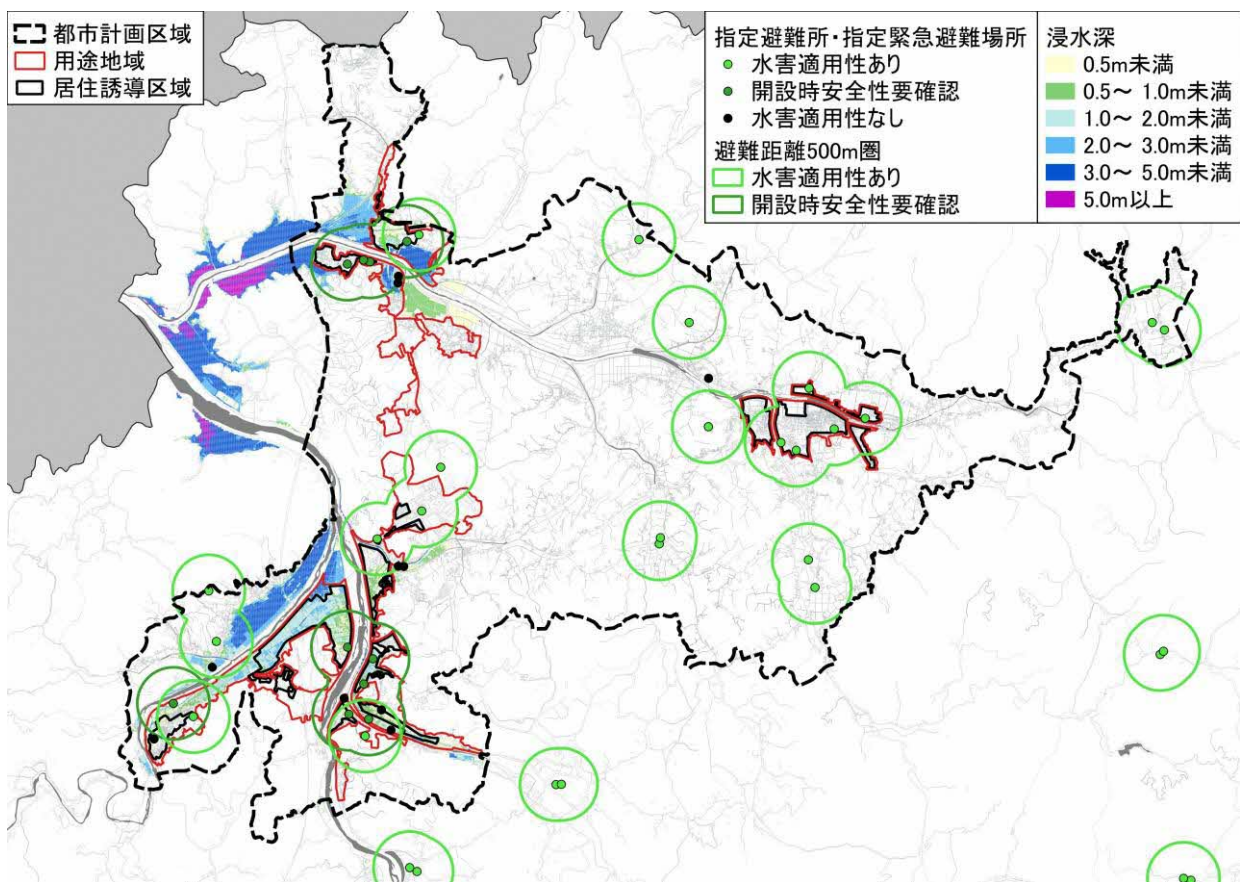 都市計画区域
用途地域
居住誘導区域
指定避難所・指定緊急避難場所
水害適用性あり
開設時安全性要確認
水害適用性なし
避難距離500m圏
水害適用性あり
開設時安全性要確認
浸水深
0.5m未満
0.5～ 1.0m未満
1.0～ 2.0m未満
2.0～ 3.0m未満
3.0～ 5.0m未満
5.0m以上